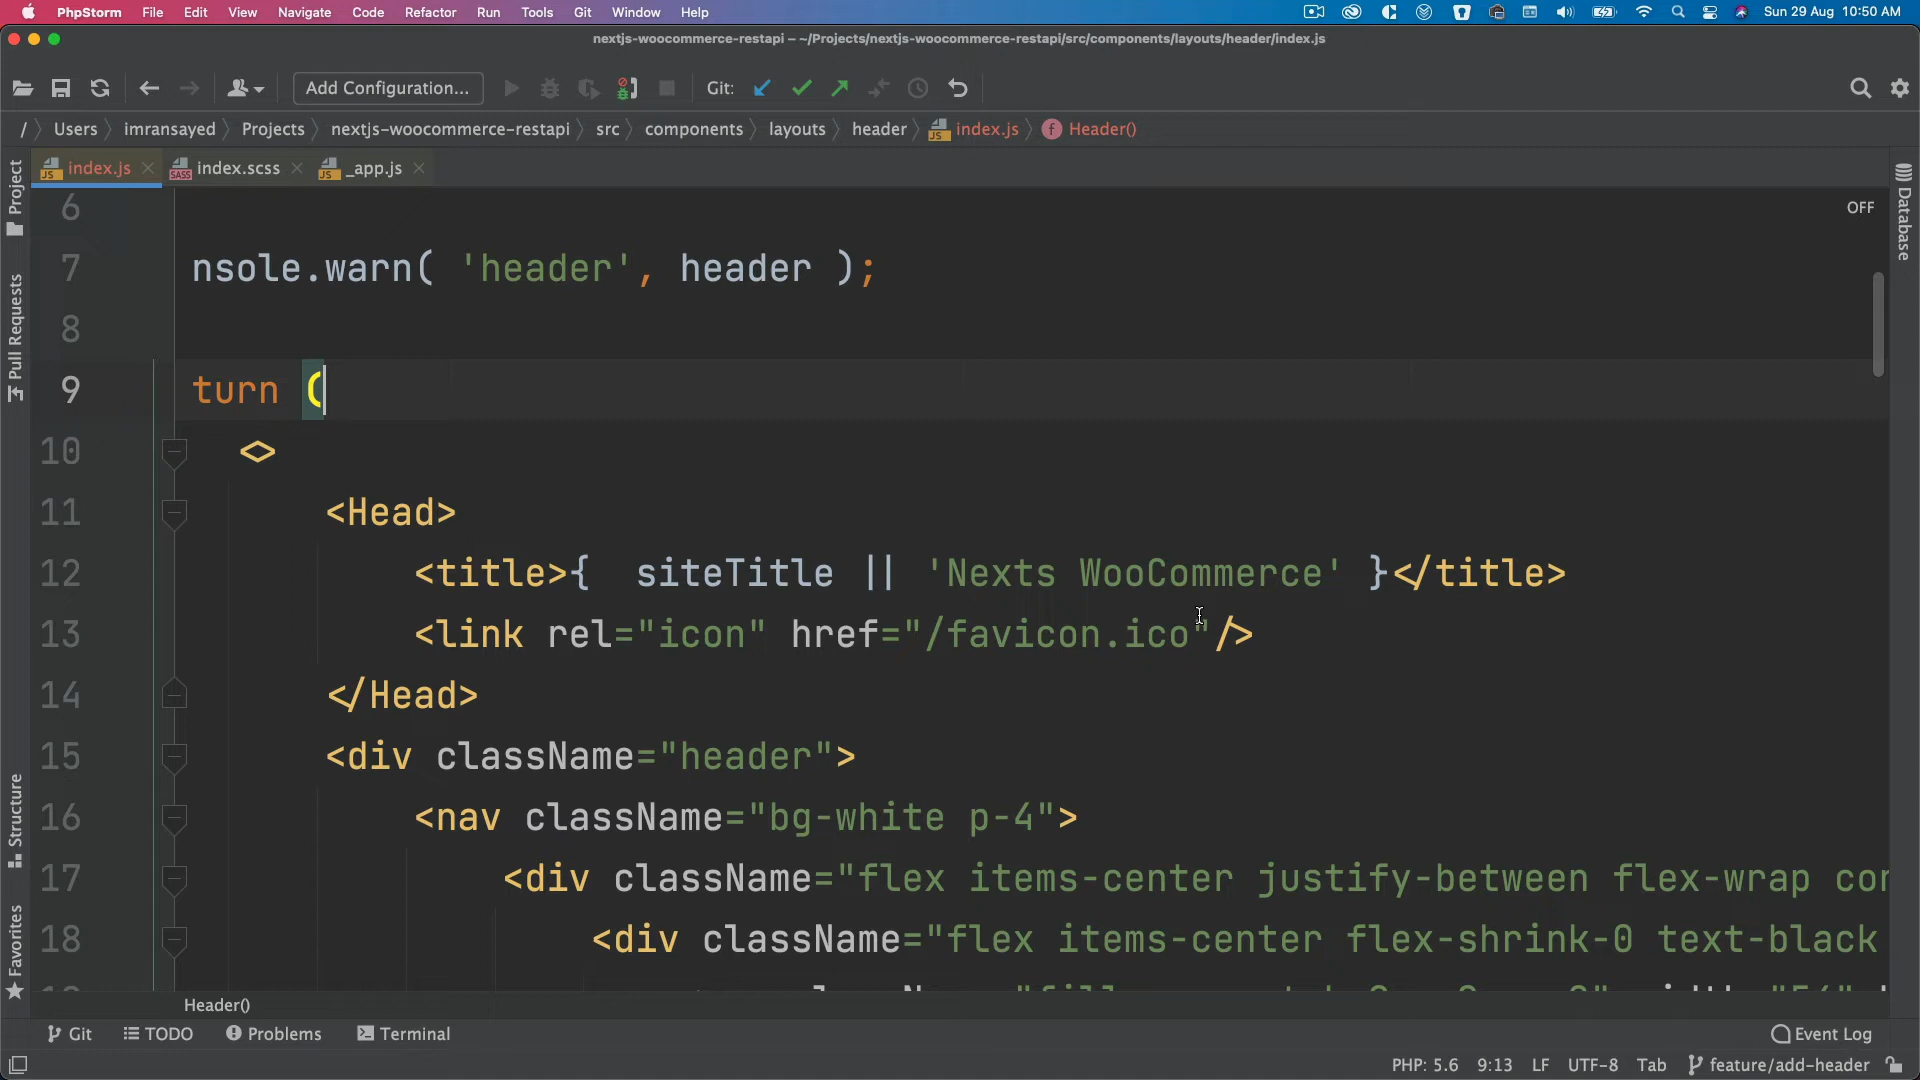 PhpStorm File Edit View Navigate Code Refactor Run Tools Git Window Help Sun 29 Aug 10:50 AM
nextjs-woocommerce-restapi – ~/Projects/nextjs-woocommerce-restapi/src/components/layouts/header/index.js
Add Configuration... Git:
/ Users imransayed Projects nextjs-woocommerce-restapi src components layouts header index.js Header()
index.js index.scss _app.js
Project
Pull Requests
Structure
Favorites
Database
OFF
6
7 nsole.warn( 'header', header );
8
9 turn (
10 <>
11 <Head>
12 <title>{ siteTitle || 'Nexts WooCommerce' }</title>
13 <link rel="icon" href="/favicon.ico"/>
14 </Head>
15 <div className="header">
16 <nav className="bg-white p-4">
17 <div className="flex items-center justify-between flex-wrap
18 <div className="flex items-center flex-shrink-0 text-black
Header()
Git TODO Problems Terminal Event Log
PHP: 5.6 9:13 LF UTF-8 Tab feature/add-header